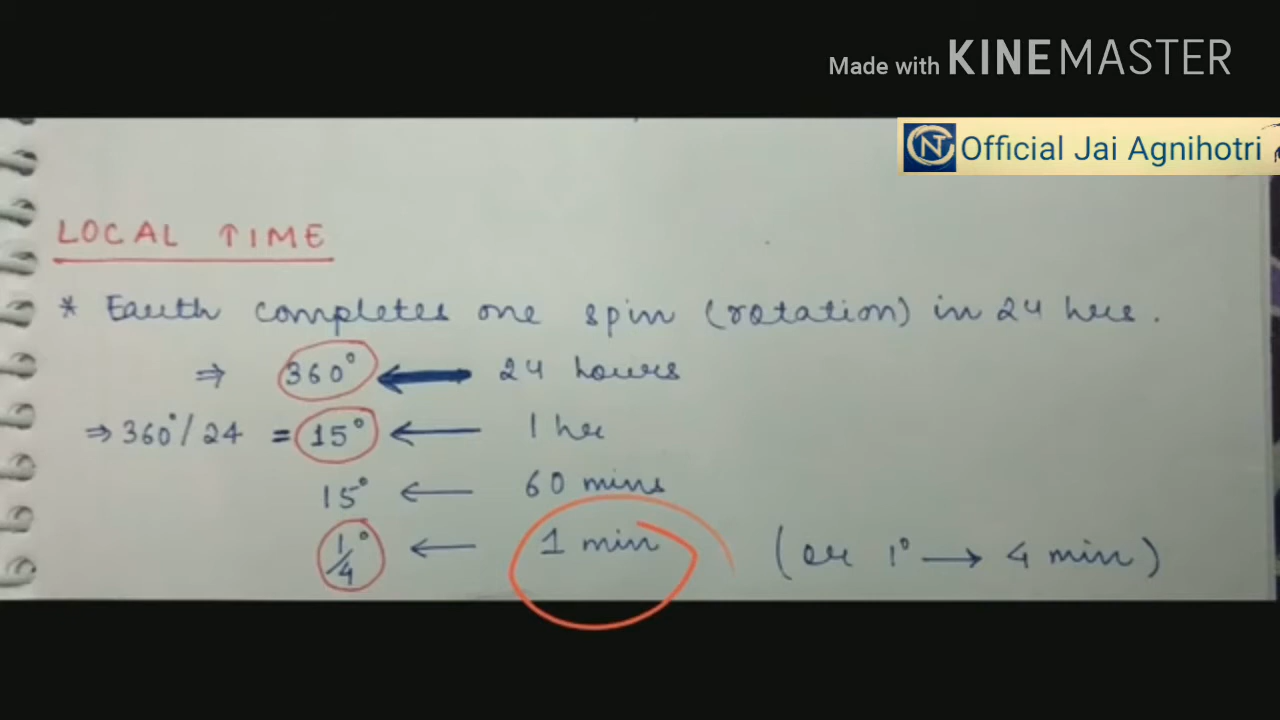 Made with KINEMASTER
Official Jai Agnihotri
LOCAL TIME
* Earth completes one spin (rotation) in 24 hrs.
⇒ 360° ← 24 hours
⇒ 360°/24 = 15° ← 1 hr
15° ← 60 mins
1/4° ← 1 min (or 1° → 4 min)